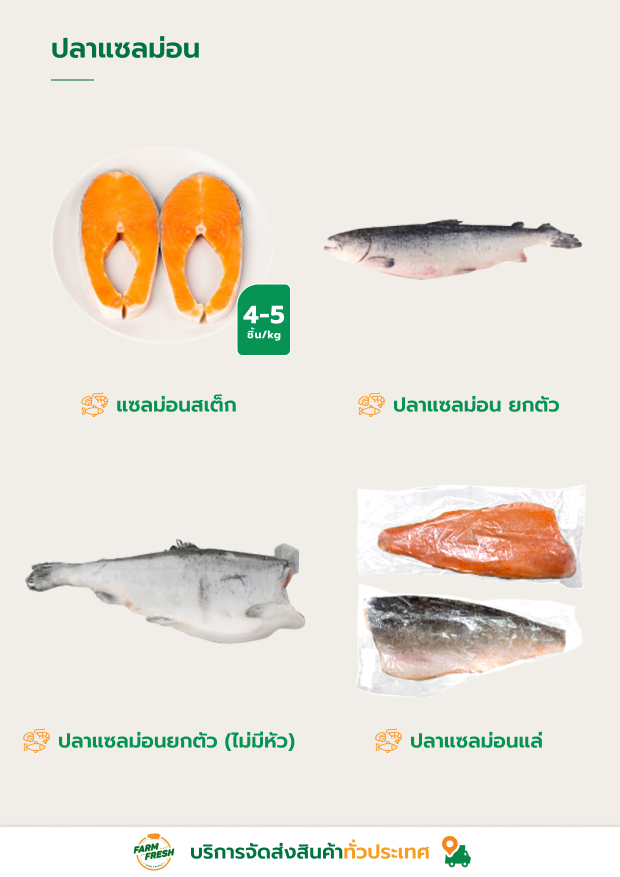 ปลาแซลม่อน
4-5
ชิ้น/kg
แซลม่อนสเต็ก
ปลาแซลม่อน ยกตัว
ปลาแซลม่อนยกตัว (ไม่มีหัว)
ปลาแซลม่อนแล่
FARM
FRESH
บริการจัดส่งสินค้าทั่วประเทศ